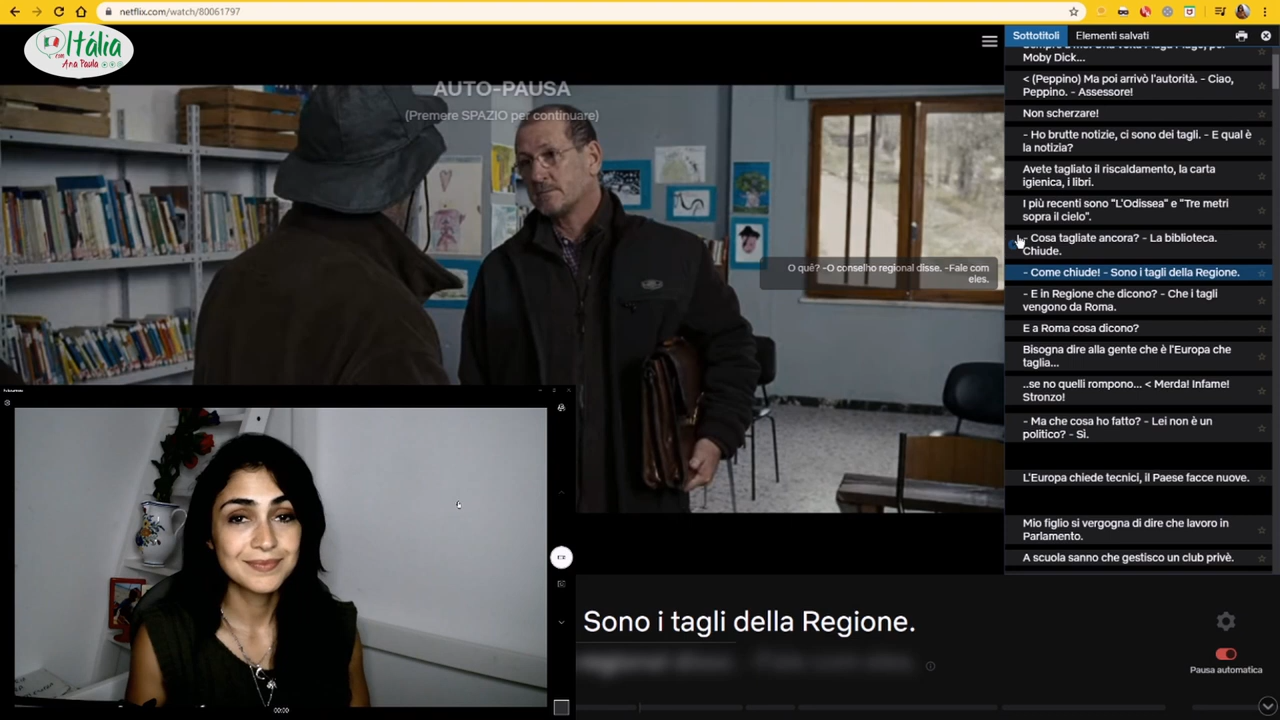 netflix.com/watch/80061797
Itália
com
Ana Paula
AUTO-PAUSA
(Premere SPAZIO per continuare)
O quê? -O conselho regional disse. -Fale com
eles.
Sottotitoli
Elementi salvati
Moby Dick...
< (Peppino) Ma poi arrivò l'autorità. - Ciao,
Peppino. - Assessore!
Non scherzare!
- Ho brutte notizie, ci sono dei tagli. - E qual è
la notizia?
Avete tagliato il riscaldamento, la carta
igienica, i libri.
I più recenti sono "L'Odissea" e "Tre metri
sopra il cielo".
- Cosa tagliate ancora? - La biblioteca.
Chiude.
- Come chiude! - Sono i tagli della Regione.
- E in Regione che dicono? - Che i tagli
vengono da Roma.
E a Roma cosa dicono?
Bisogna dire alla gente che è l'Europa che
taglia...
..se no quelli rompono... < Merda! Infame!
Stronzo!
- Ma che cosa ho fatto? - Lei non è un
politico? - Sì.
L'Europa chiede tecnici, il Paese facce nuove.
Mio figlio si vergogna di dire che lavoro in
Parlamento.
A scuola sanno che gestisco un club privè.
Sono i tagli della Regione.
Pausa automatica
00:00